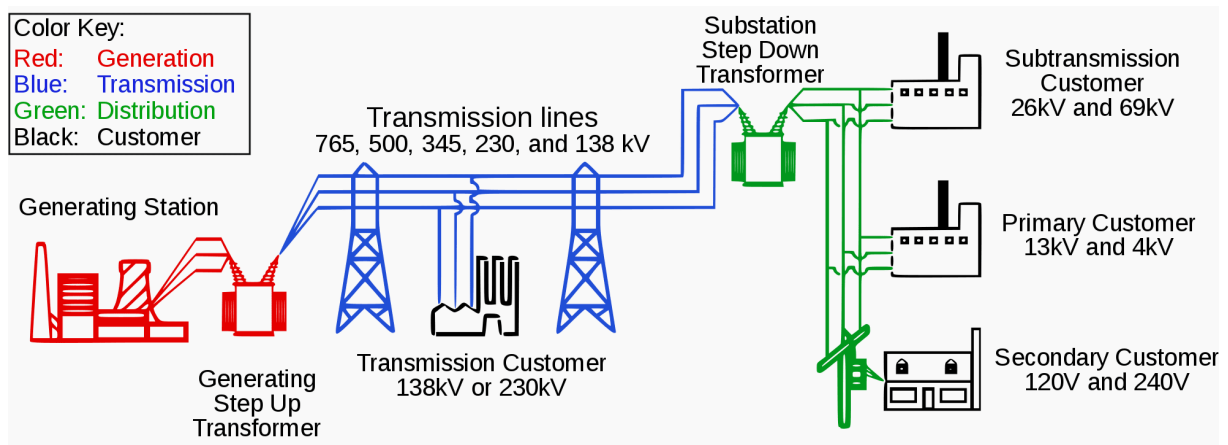 Color Key:
Red: Generation
Blue: Transmission
Green: Distribution
Black: Customer
Generating Station
Generating
Step Up
Transformer
Transmission lines
765, 500, 345, 230, and 138 kV
Transmission Customer
138kV or 230kV
Substation
Step Down
Transformer
Subtransmission
Customer
26kV and 69kV
Primary Customer
13kV and 4kV
Secondary Customer
120V and 240V